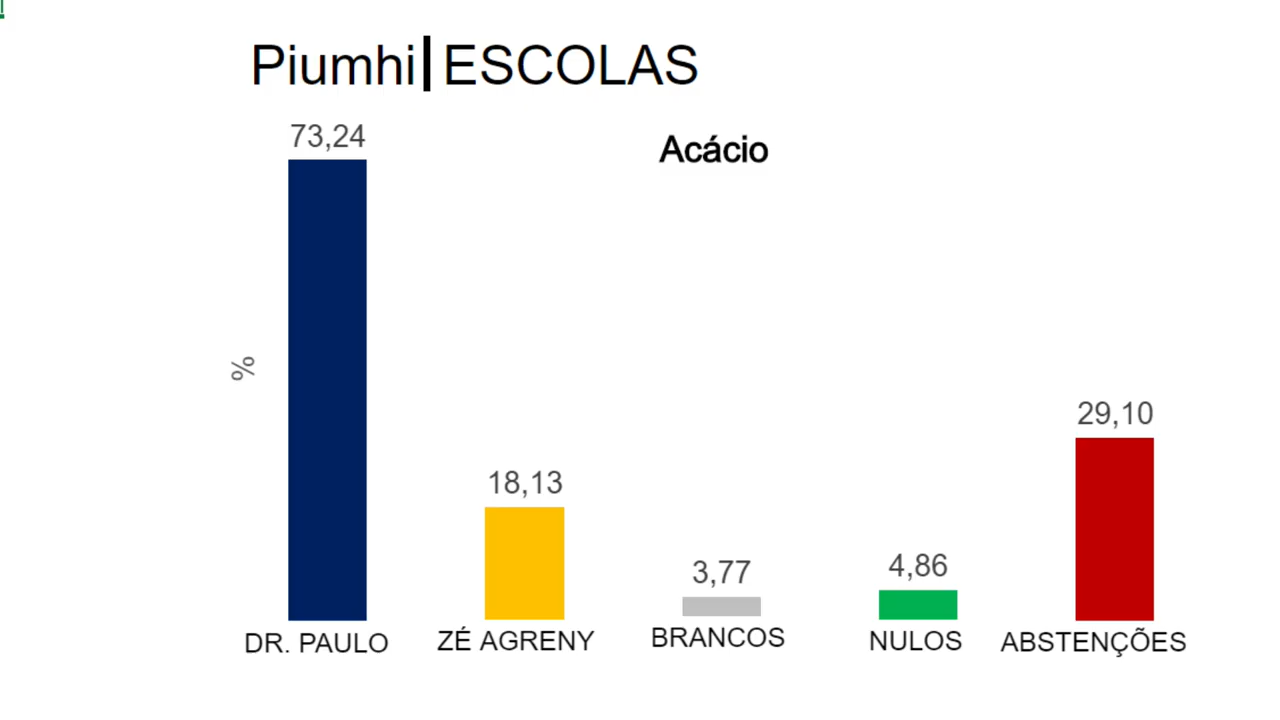 Piumhi| ESCOLAS
Acácio
73,24
18,13
3,77
4,86
29,10
%
DR. PAULO
ZÉ AGRENY
BRANCOS
NULOS
ABSTENÇÕES